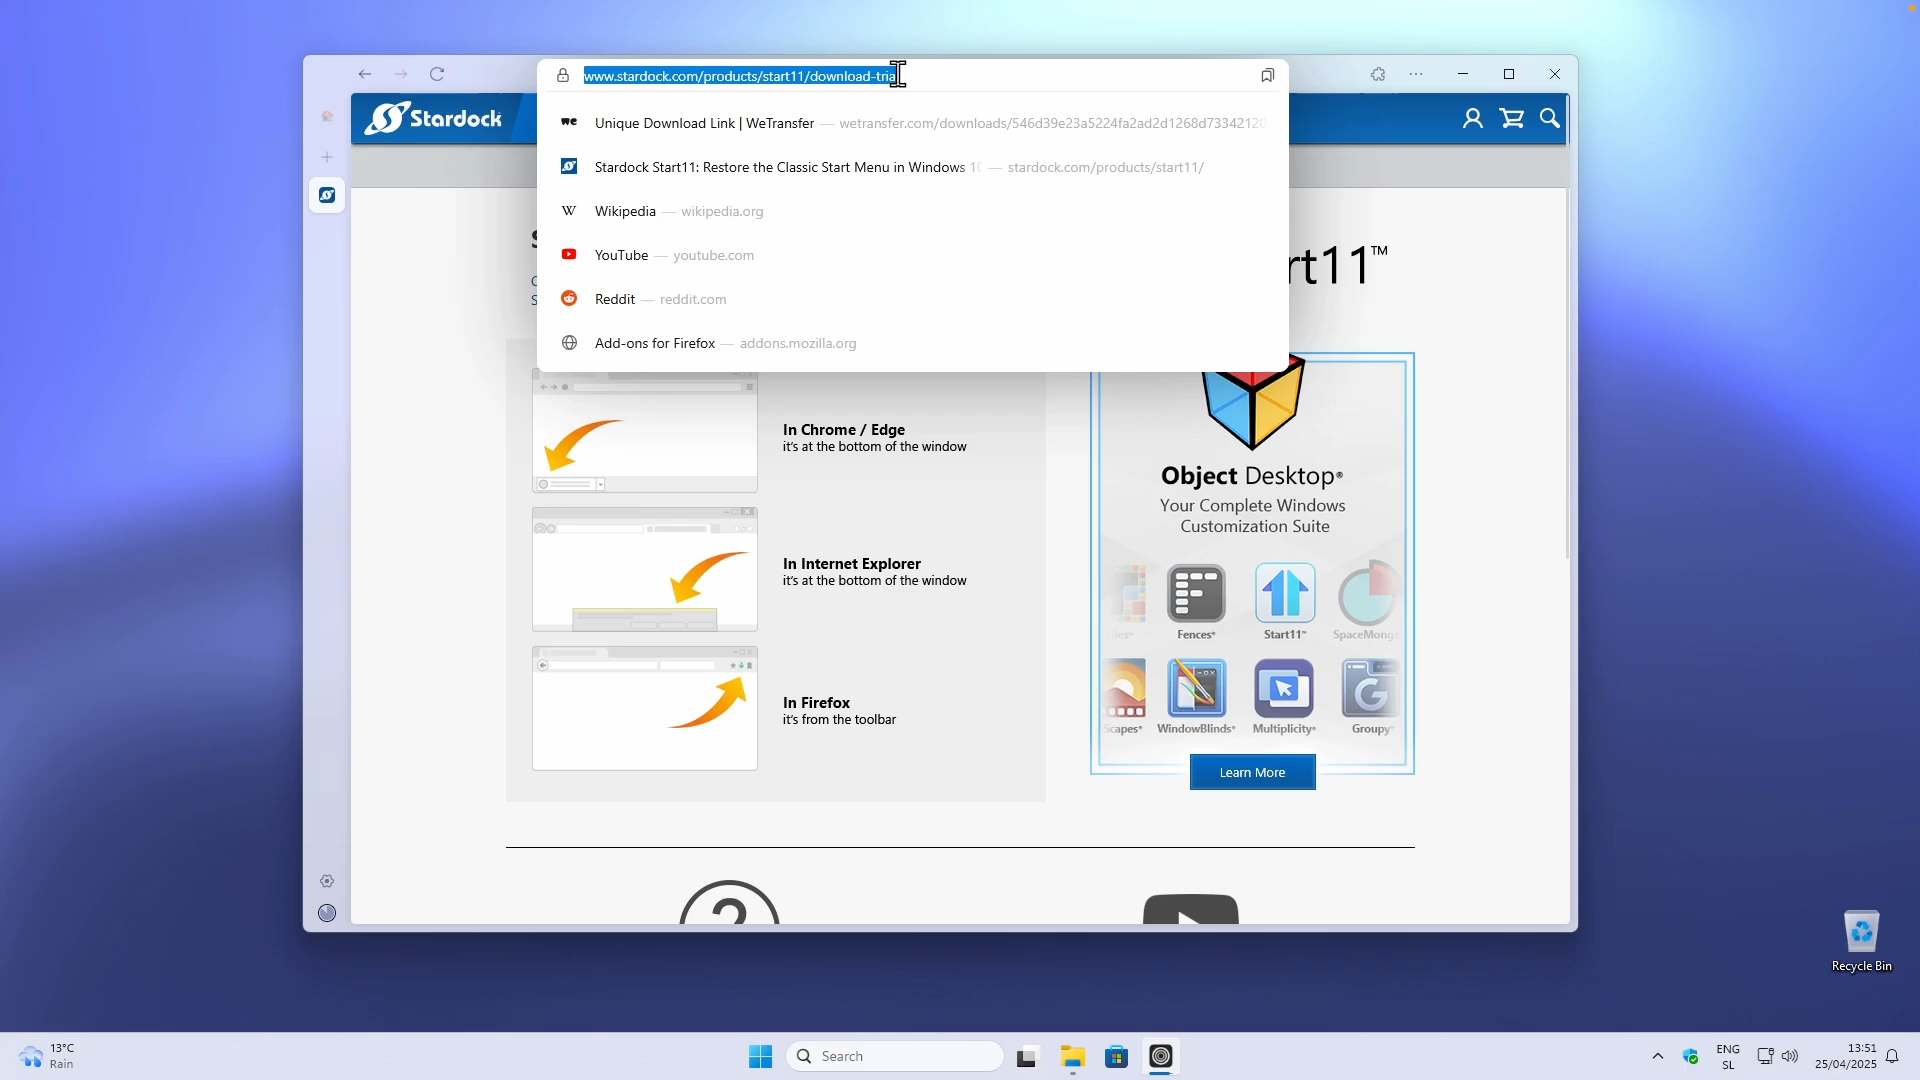 www.stardock.com/products/start11/download-tria
Unique Download Link | WeTransfer — wetransfer.com/downloads/546d39e23a5224fa2ad2d1268d73342120
Stardock Start11: Restore the Classic Start Menu in Windows 10 — stardock.com/products/start11/
Wikipedia — wikipedia.org
YouTube — youtube.com
Reddit — reddit.com
Add-ons for Firefox — addons.mozilla.org
Stardock
rt11™
In Chrome / Edge
it's at the bottom of the window
In Internet Explorer
it's at the bottom of the window
In Firefox
it's from the toolbar
Object Desktop®
Your Complete Windows
Customization Suite
Fences®
Start11™
SpaceMong
Scapes®
WindowBlinds®
Multiplicity®
Groupy®
Learn More
Recycle Bin
13°C
Rain
Search
ENG
SL
13:51
25/04/2025